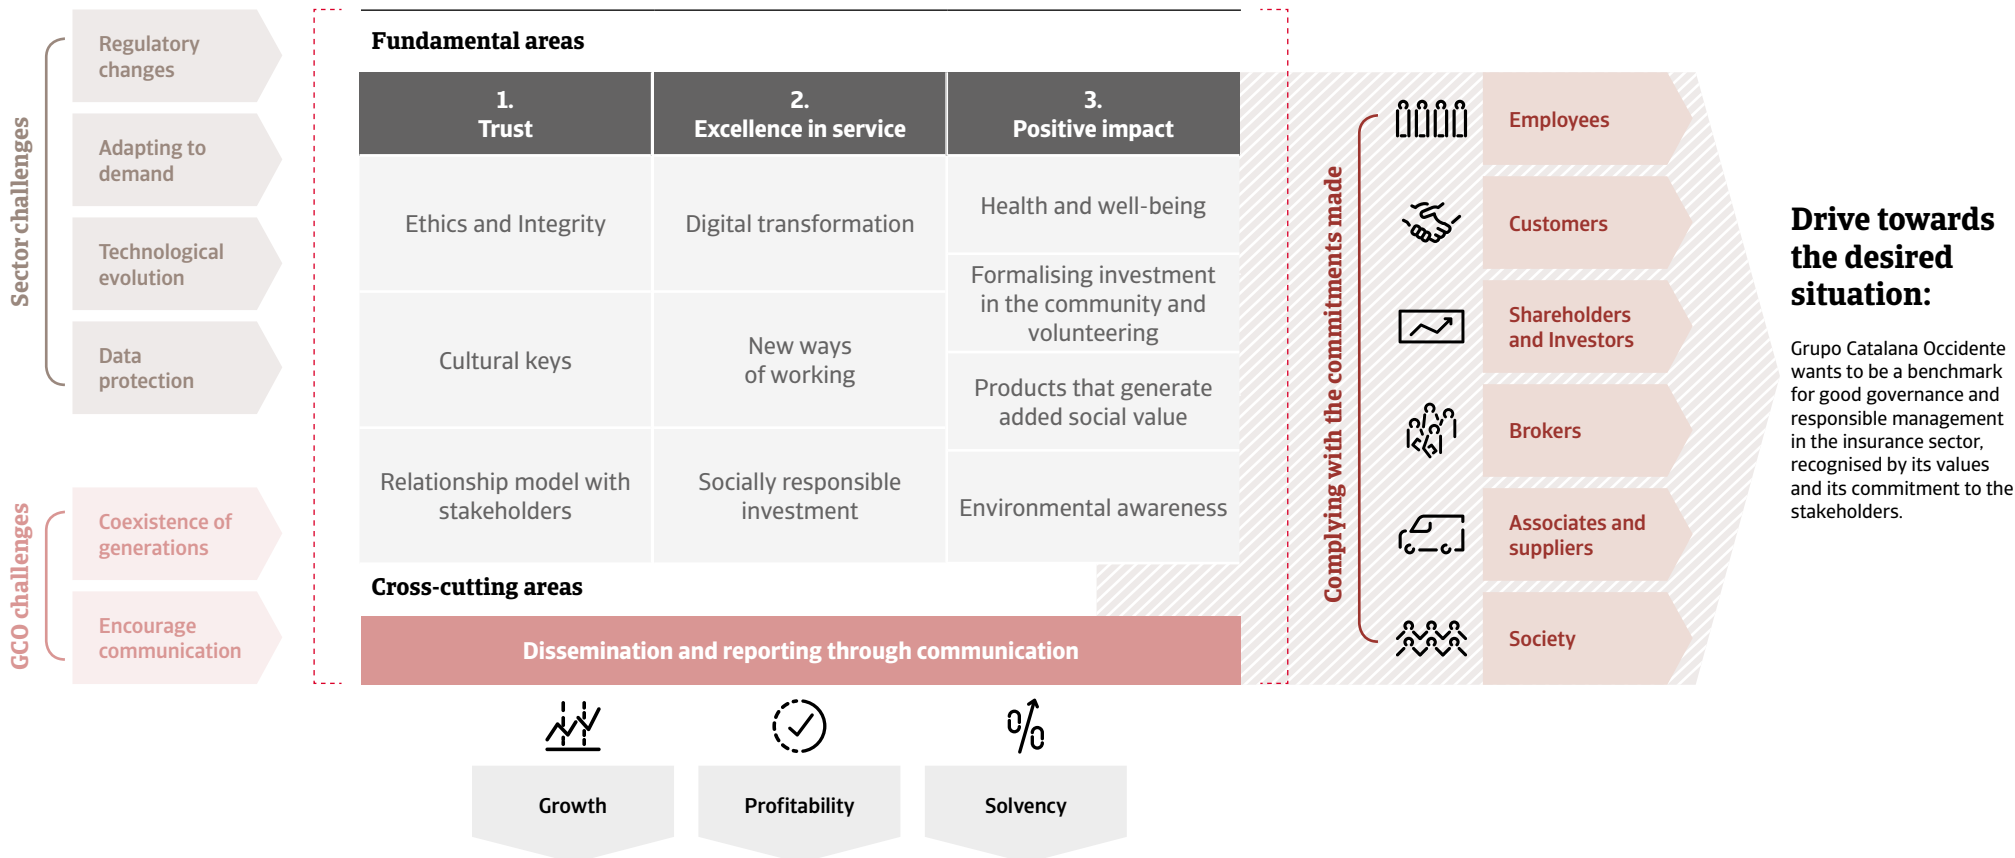 Sector challenges
Regulatory
changes
Adapting to
demand
Technological
evolution
Data
protection
GCO challenges
Coexistence of
generations
Encourage
communication
Fundamental areas
1.
Trust
2.
Excellence in service
3.
Positive impact
Ethics and Integrity
Cultural keys
Relationship model with
stakeholders
Digital transformation
New ways
of working
Socially responsible
investment
Health and well-being
Formalising investment
in the community and
volunteering
Products that generate
added social value
Environmental awareness
Cross-cutting areas
Dissemination and reporting through communication
Growth
Profitability
Solvency
Complying with the commitments made
Employees
Customers
Shareholders
and Investors
Brokers
Associates and
suppliers
Society
Drive towards
the desired
situation:
Grupo Catalana Occidente
wants to be a benchmark
for good governance and
responsible management
in the insurance sector,
recognised by its values
and its commitment to the
stakeholders.